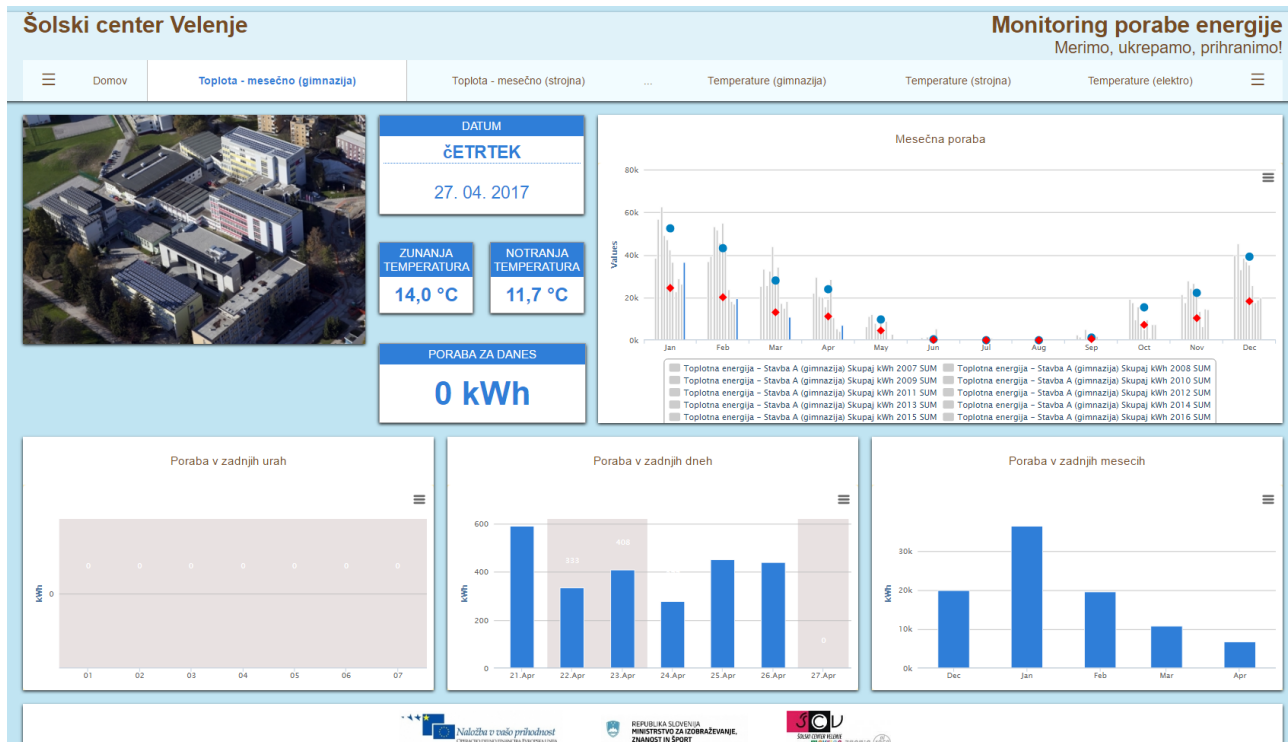 Šolski center Velenje
Monitoring porabe energije
Merimo, ukrepamo, prihranimo!
Domov
Toplota - mesečno (gimnazija)
Toplota - mesečno (strojna)
...
Temperature (gimnazija)
Temperature (strojna)
Temperature (elektro)
DATUM
čETRTEK
27. 04. 2017
ZUNANJA
TEMPERATURA
14,0 °C
NOTRANJA
TEMPERATURA
11,7 °C
PORABA ZA DANES
0 kWh
Mesečna poraba
Values
80k
60k
40k
20k
0k
Jan Feb Mar Apr May Jun Jul Aug Sep Oct Nov Dec
Toplotna energija - Stavba A (gimnazija) Skupaj kWh 2007 SUM Toplotna energija - Stavba A (gimnazija) Skupaj kWh 2008 SUM
Toplotna energija - Stavba A (gimnazija) Skupaj kWh 2009 SUM Toplotna energija - Stavba A (gimnazija) Skupaj kWh 2010 SUM
Toplotna energija - Stavba A (gimnazija) Skupaj kWh 2011 SUM Toplotna energija - Stavba A (gimnazija) Skupaj kWh 2012 SUM
Toplotna energija - Stavba A (gimnazija) Skupaj kWh 2013 SUM Toplotna energija - Stavba A (gimnazija) Skupaj kWh 2014 SUM
Toplotna energija - Stavba A (gimnazija) Skupaj kWh 2015 SUM Toplotna energija - Stavba A (gimnazija) Skupaj kWh 2016 SUM
Poraba v zadnjih urah
kWh
0 0 0 0 0 0 0
0
01 02 03 04 05 06 07
Poraba v zadnjih dneh
kWh
600
400
200
0
333
408
0
21.Apr 22.Apr 23.Apr 24.Apr 25.Apr 26.Apr 27.Apr
Poraba v zadnjih mesecih
kWh
30k
20k
10k
0k
Dec Jan Feb Mar Apr
Naložba v vašo prihodnost
REPUBLIKA SLOVENIJA
MINISTRSTVO ZA IZOBRAŽEVANJE,
ZNANOST IN ŠPORT
ŠCV
ŠOLSKI CENTER VELENJE